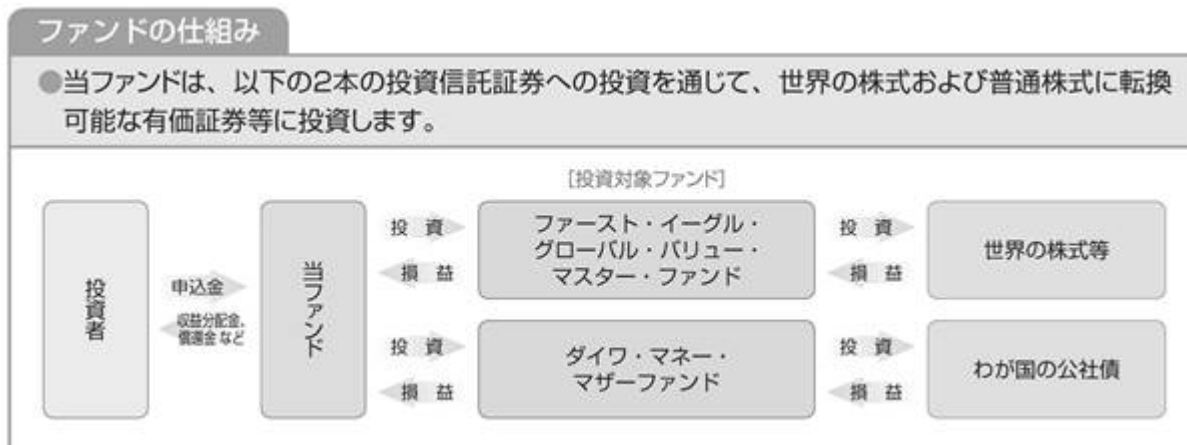 ファンドの仕組み
●当ファンドは、以下の2本の投資信託証券への投資を通じて、世界の株式および普通株式に転換
可能な有価証券等に投資します。
[投資対象ファンド]
投資者
申込金
収益分配金、
償還金 など
当ファンド
投 資
損 益
ファースト・イーグル・
グローバル・バリュー・
マスター・ファンド
投 資
損 益
世界の株式等
投 資
損 益
ダイワ・マネー・
マザーファンド
投 資
損 益
わが国の公社債